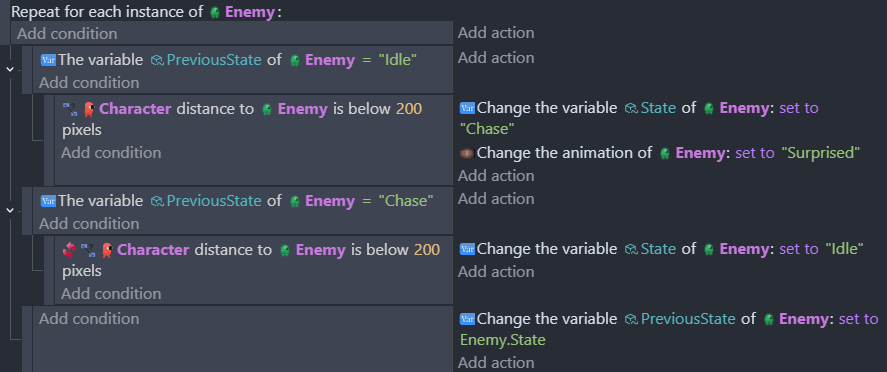 Repeat for each instance of Enemy:
Add condition
Add action
Var The variable PreviousState of Enemy = "Idle"
Add condition
Add action
Character distance to Enemy is below 200
pixels
Add condition
Var Change the variable State of Enemy: set to
"Chase"
Change the animation of Enemy: set to "Surprised"
Add action
Var The variable PreviousState of Enemy = "Chase"
Add condition
Add action
Character distance to Enemy is below 200
pixels
Add condition
Var Change the variable State of Enemy: set to "Idle"
Add action
Add condition
Var Change the variable PreviousState of Enemy: set to
Enemy.State
Add action